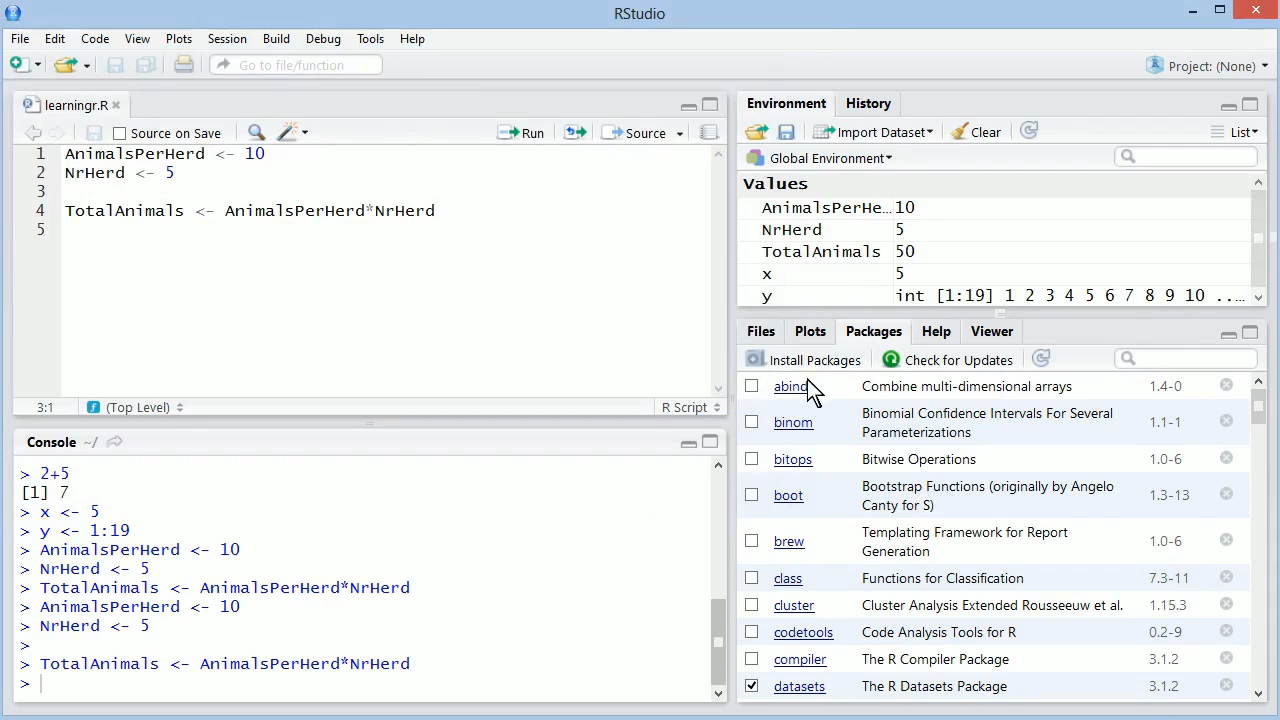 RStudio
File Edit Code View Plots Session Build Debug Tools Help
Go to file/function
Project: (None)
learningr.R
Source on Save
Run
Source
1 AnimalsPerHerd <- 10
2 NrHerd <- 5
3
4 TotalAnimals <- AnimalsPerHerd*NrHerd
5
3:1 (Top Level) R Script
Console ~/
> 2+5
[1] 7
> x <- 5
> y <- 1:19
> AnimalsPerHerd <- 10
> NrHerd <- 5
> TotalAnimals <- AnimalsPerHerd*NrHerd
> AnimalsPerHerd <- 10
> NrHerd <- 5
>
> TotalAnimals <- AnimalsPerHerd*NrHerd
>
Environment History
Import Dataset Clear List
Global Environment
Values
AnimalsPerHe… 10
NrHerd 5
TotalAnimals 50
x 5
y int [1:19] 1 2 3 4 5 6 7 8 9 10 ..…
Files Plots Packages Help Viewer
Install Packages Check for Updates
abind Combine multi-dimensional arrays 1.4-0
binom Binomial Confidence Intervals For Several 1.1-1
Parameterizations
bitops Bitwise Operations 1.0-6
boot Bootstrap Functions (originally by Angelo 1.3-13
Canty for S)
brew Templating Framework for Report 1.0-6
Generation
class Functions for Classification 7.3-11
cluster Cluster Analysis Extended Rousseeuw et al. 1.15.3
codetools Code Analysis Tools for R 0.2-9
compiler The R Compiler Package 3.1.2
datasets The R Datasets Package 3.1.2